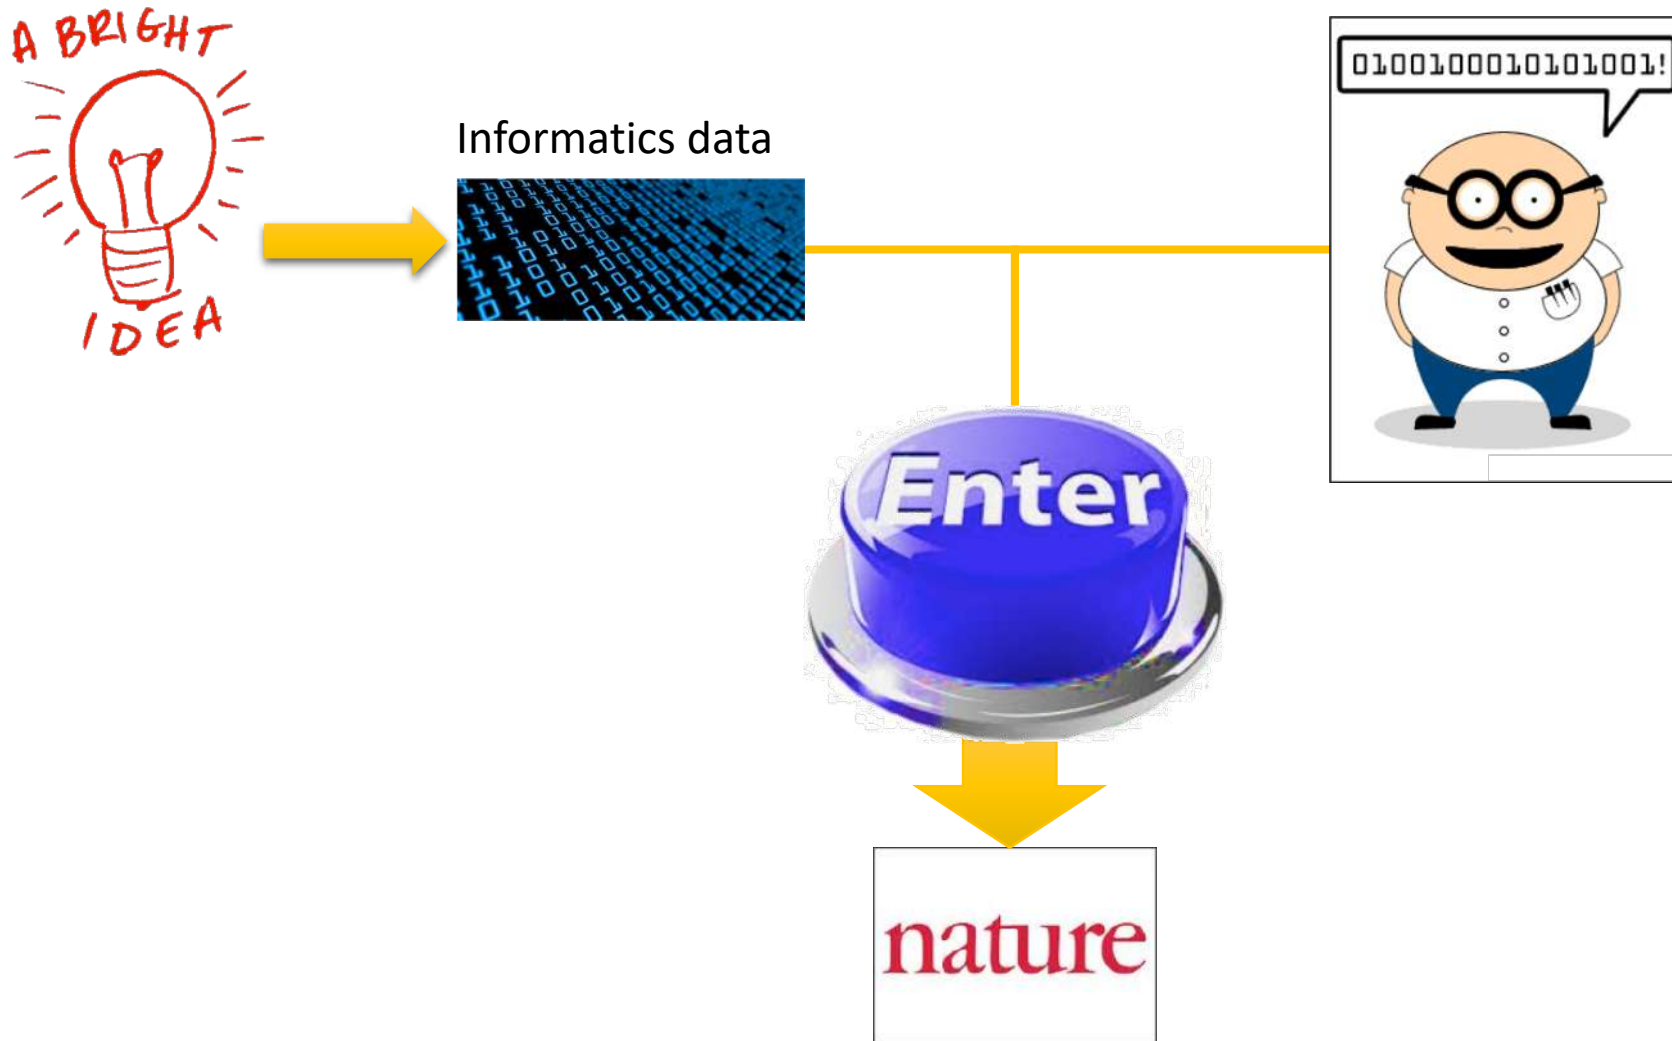 A BRIGHT
IDEA
Informatics data
0100100010101001!
Enter
nature